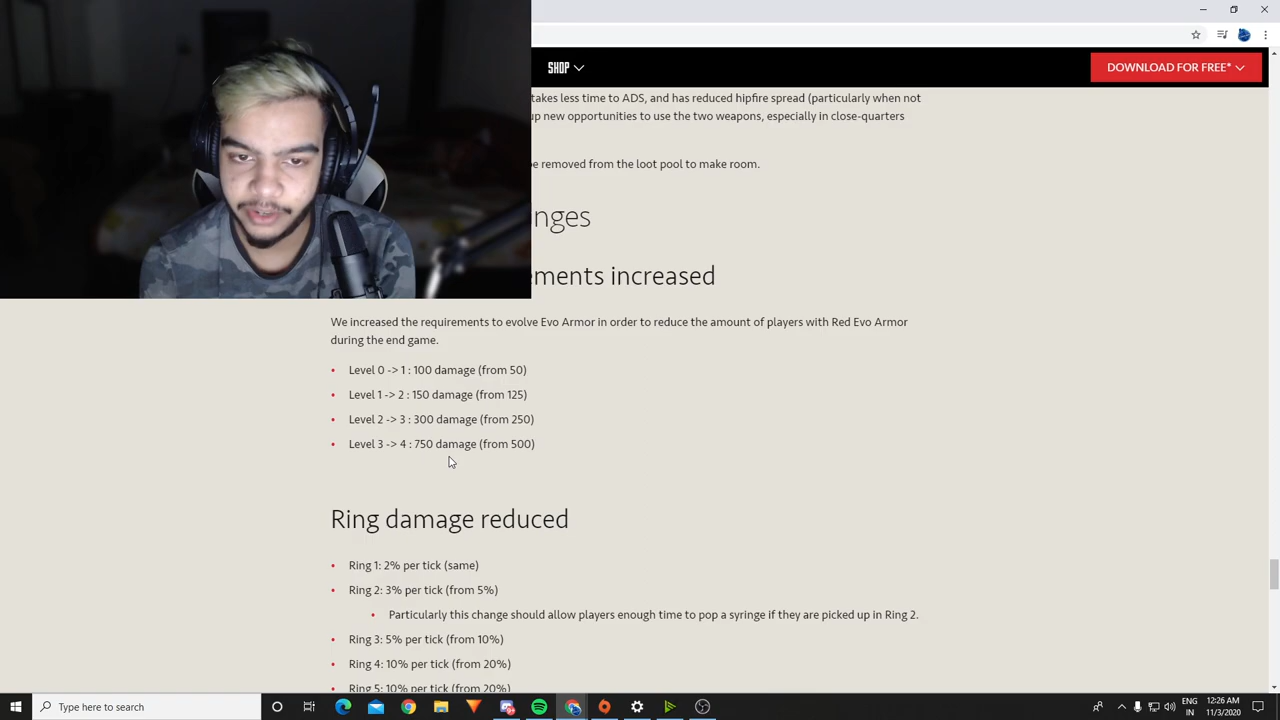 SHOP
DOWNLOAD FOR FREE*
takes less time to ADS, and has reduced hipfire spread (particularly when not
up new opportunities to use the two weapons, especially in close-quarters
be removed from the loot pool to make room.
nges
ements increased
We increased the requirements to evolve Evo Armor in order to reduce the amount of players with Red Evo Armor
during the end game.
• Level 0 -> 1 : 100 damage (from 50)
• Level 1 -> 2 : 150 damage (from 125)
• Level 2 -> 3 : 300 damage (from 250)
• Level 3 -> 4 : 750 damage (from 500)
Ring damage reduced
• Ring 1: 2% per tick (same)
• Ring 2: 3% per tick (from 5%)
• Particularly this change should allow players enough time to pop a syringe if they are picked up in Ring 2.
• Ring 3: 5% per tick (from 10%)
• Ring 4: 10% per tick (from 20%)
• Ring 5: 10% per tick (from 20%)
Type here to search
ENG
IN
12:26 AM
11/3/2020